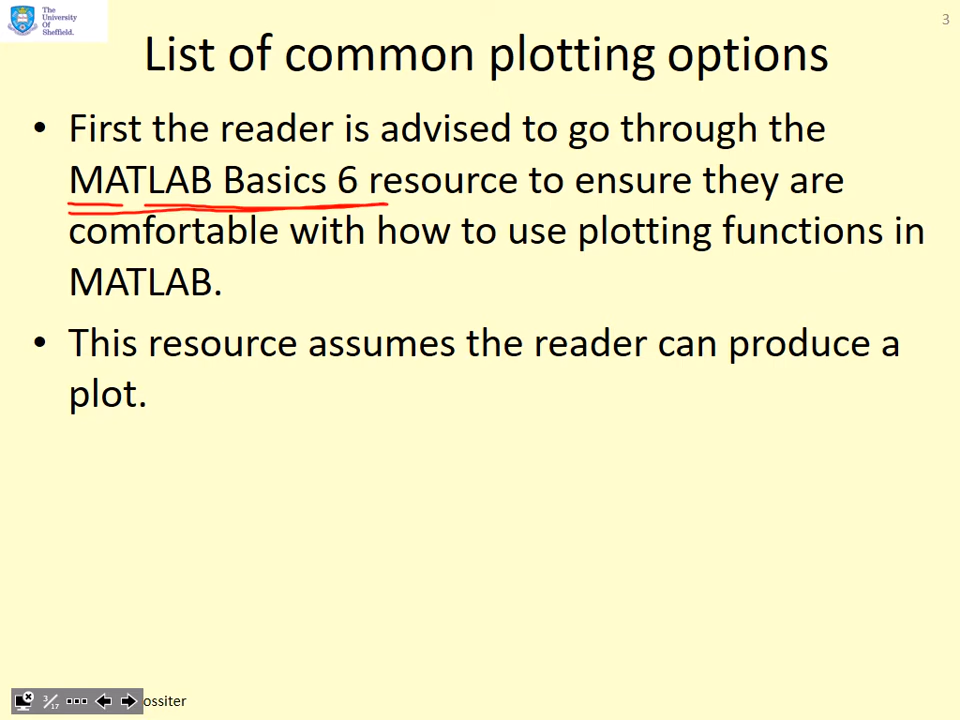 The
University
Of
Sheffield.
3
List of common plotting options
• First the reader is advised to go through the
MATLAB Basics 6 resource to ensure they are
comfortable with how to use plotting functions in
MATLAB.
• This resource assumes the reader can produce a
plot.
3/17
ossiter